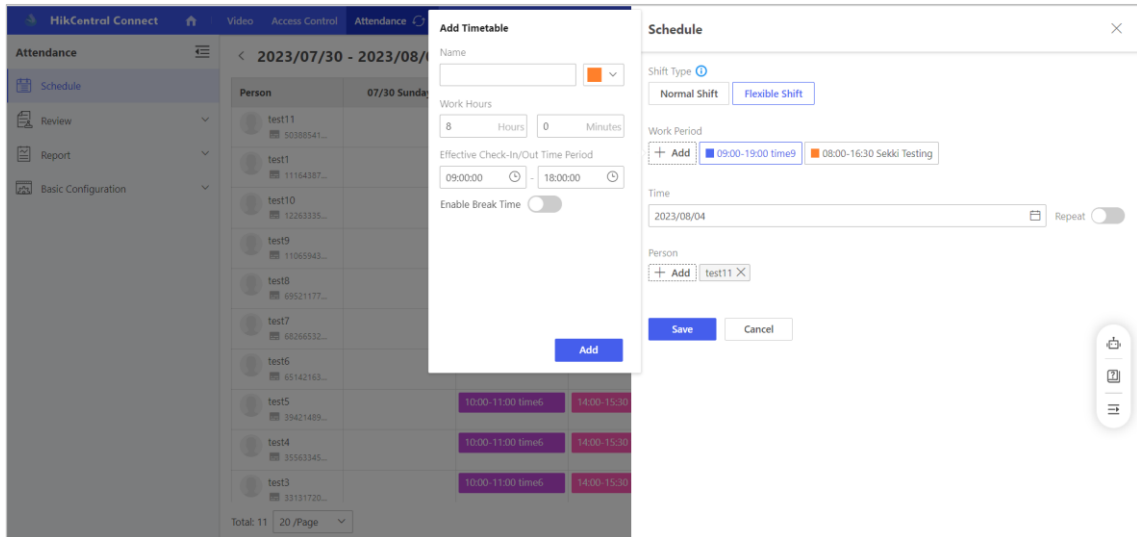 HikCentral Connect
Video
Access Control
Attendance
Attendance
Schedule
Review
Report
Basic Configuration
2023/07/30 - 2023/08/0
Person
07/30 Sunday
test11
50388541...
test1
11164387...
test10
12263335...
test9
11065943...
test8
69521177...
test7
68266532...
test6
65142163...
test5
39421489...
10:00-11:00 time6
14:00-15:30
test4
35563345...
10:00-11:00 time6
14:00-15:30
test3
33131720...
10:00-11:00 time6
14:00-15:30
Total: 11
20 /Page
Add Timetable
Name
Work Hours
8 Hours
0 Minutes
Effective Check-In/Out Time Period
09:00:00 - 18:00:00
Enable Break Time
Add
Schedule
Shift Type
Normal Shift
Flexible Shift
Work Period
+ Add
09:00-19:00 time9
08:00-16:30 Sekki Testing
Time
2023/08/04
Repeat
Person
+ Add
test11
Save
Cancel